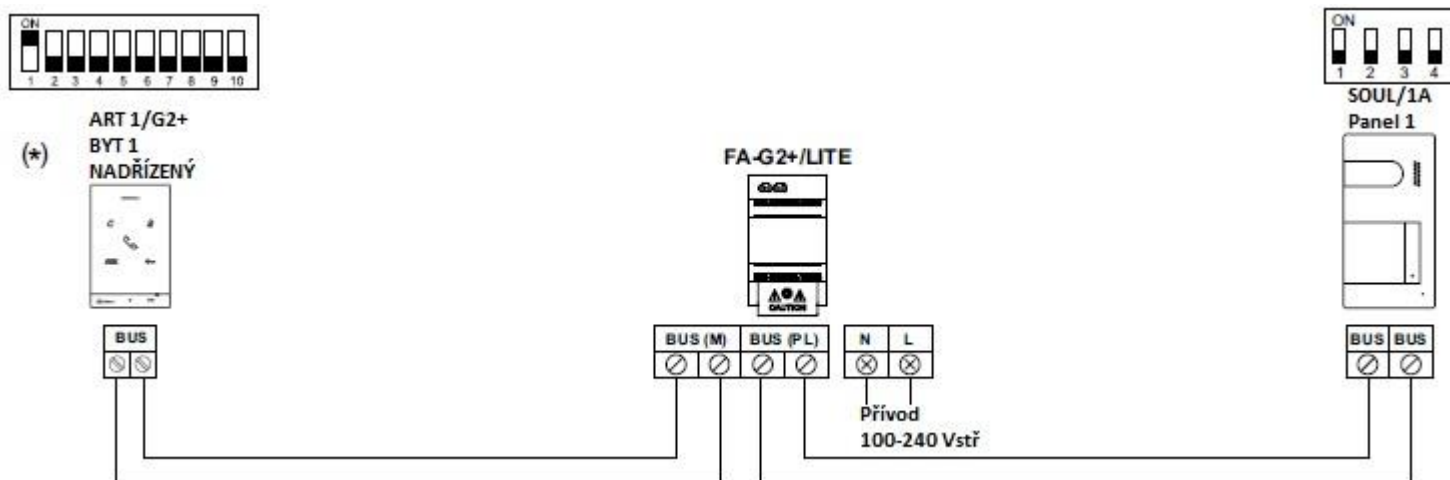 ON
1 2 3 4 5 6 7 8 9 10
ON
1 2 3 4
ART 1/G2+
BYT 1
NADŘÍZENÝ
(*)
SOUL/1A
Panel 1
FA-G2+/LITE
CAUTION
BUS
BUS (M) BUS (PL) N L
BUS BUS
Přívod
100-240 Vstř